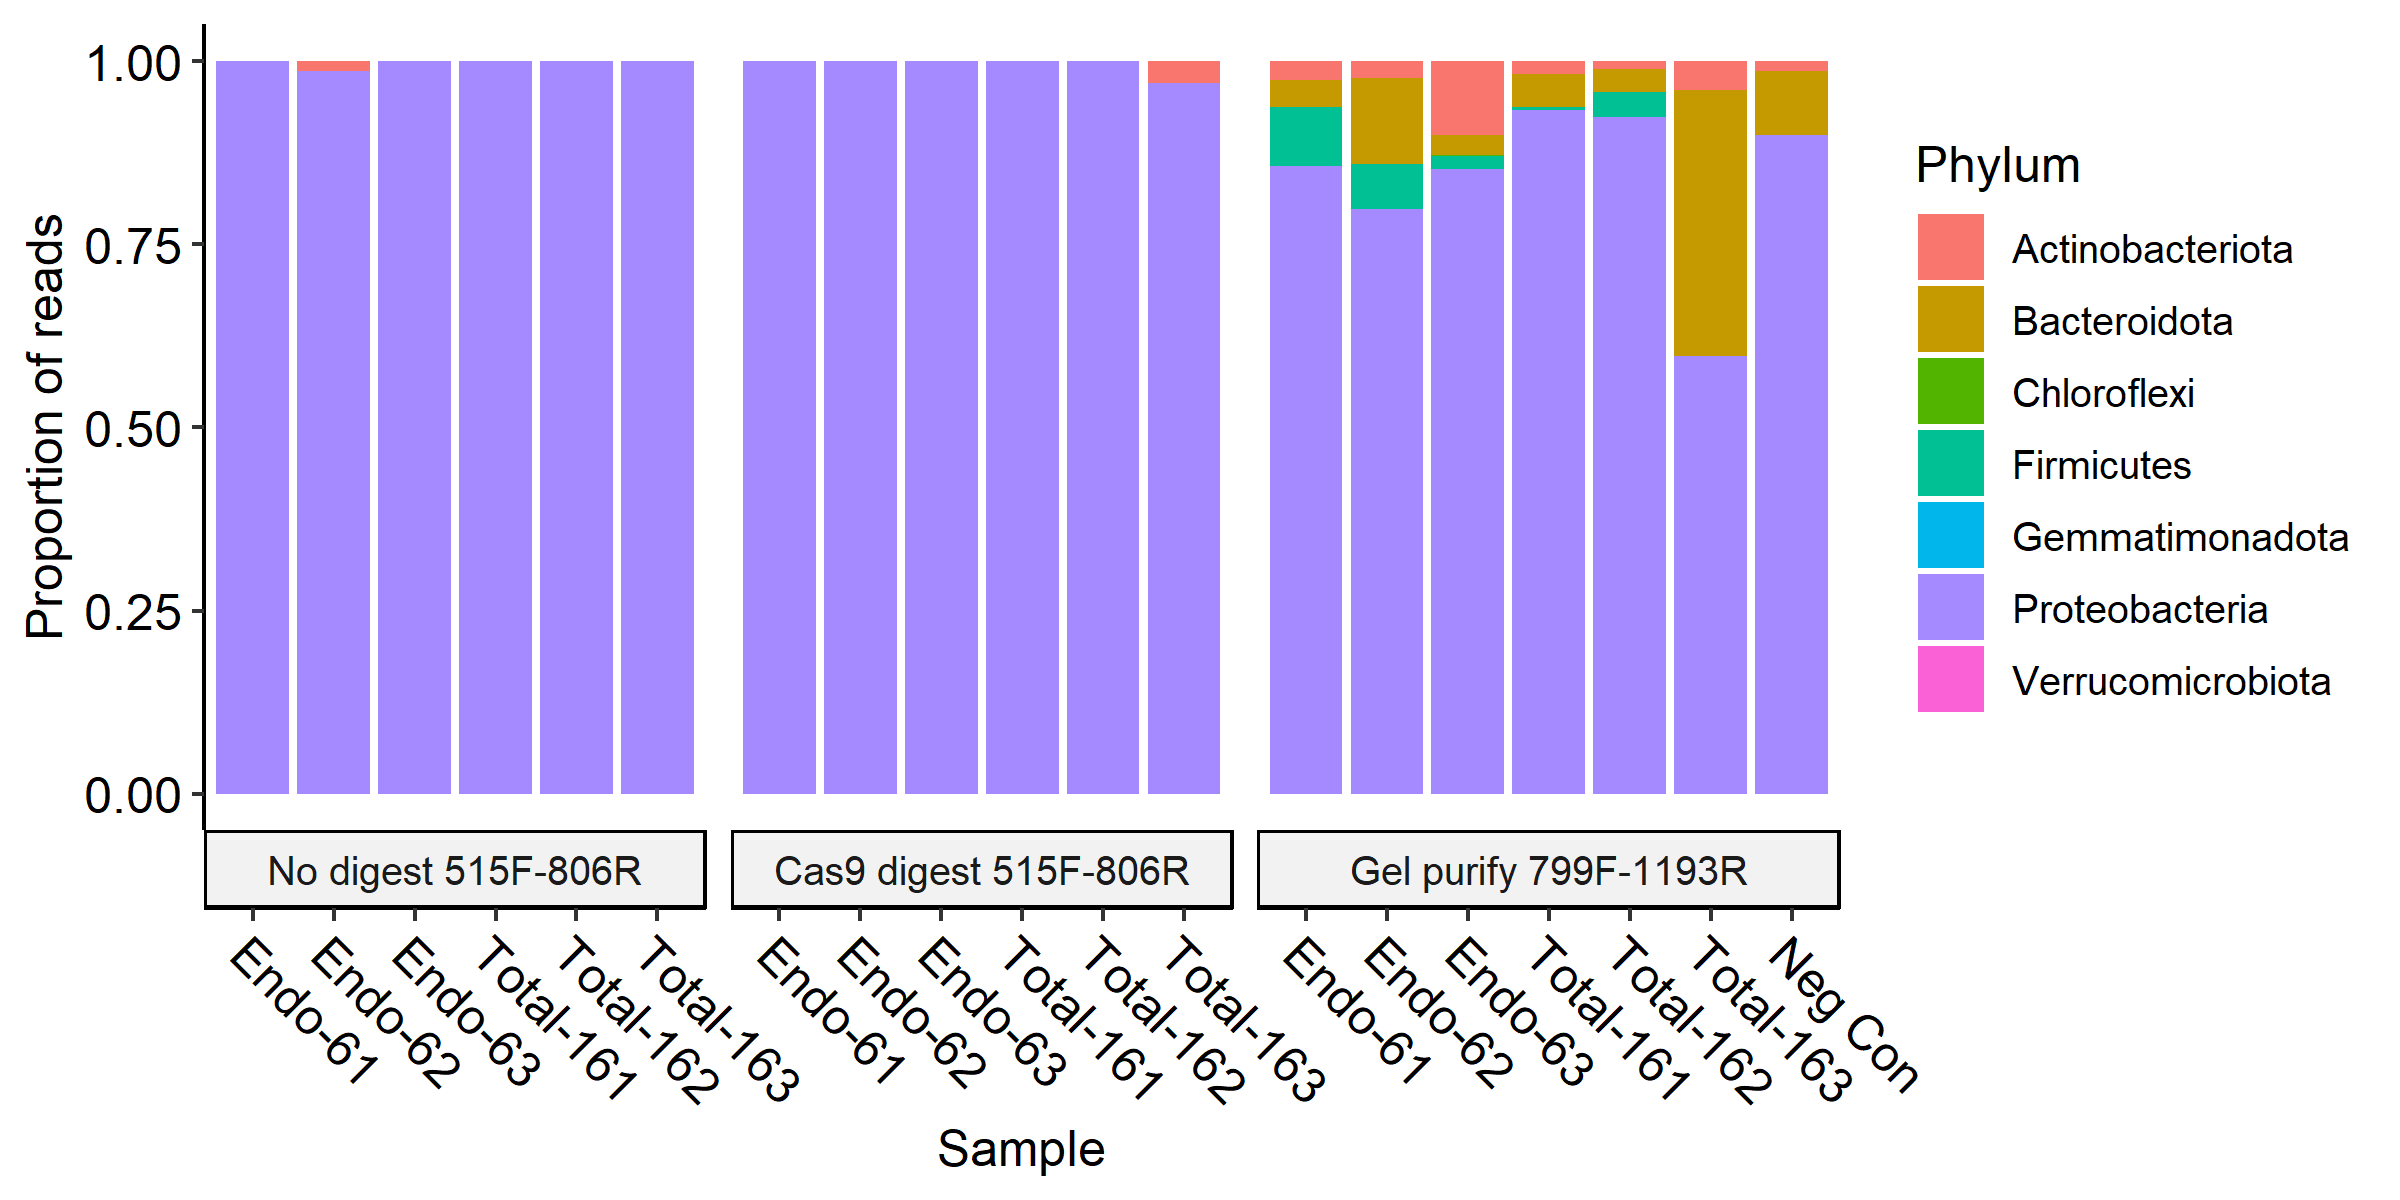 Proportion of reads
1.00
0.75
0.50
0.25
0.00
No digest 515F-806R
Cas9 digest 515F-806R
Gel purify 799F-1193R
Endo-61
Endo-62
Endo-63
Total-161
Total-162
Total-163
Endo-61
Endo-62
Endo-63
Total-161
Total-162
Total-163
Endo-61
Endo-62
Endo-63
Total-161
Total-162
Total-163
Neg Con
Sample
Phylum
Actinobacteriota
Bacteroidota
Chloroflexi
Firmicutes
Gemmatimonadota
Proteobacteria
Verrucomicrobiota